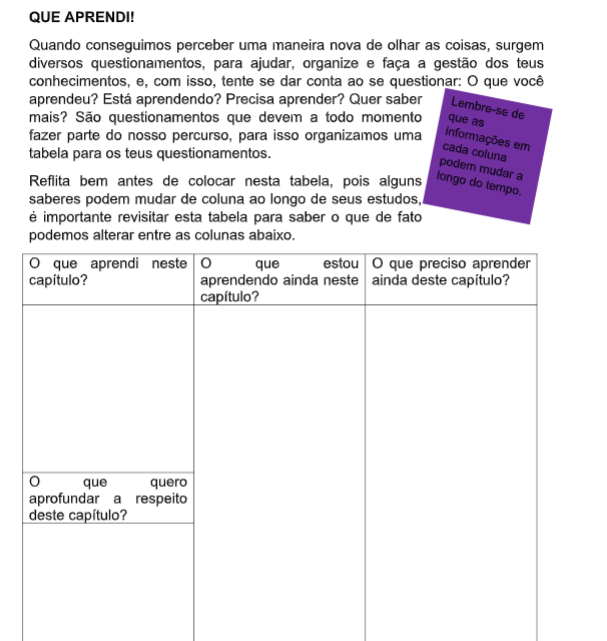 QUE APRENDI!
Quando conseguimos perceber uma maneira nova de olhar as coisas, surgem
diversos questionamentos, para ajudar, organize e faça a gestão dos teus
conhecimentos, e, com isso, tente se dar conta ao se questionar: O que você
aprendeu? Está aprendendo? Precisa aprender? Quer saber
mais? São questionamentos que devem a todo momento
fazer parte do nosso percurso, para isso organizamos uma
tabela para os teus questionamentos.
Lembre-se de
que as
informações em
cada coluna
podem mudar a
longo do tempo.
Reflita bem antes de colocar nesta tabela, pois alguns
saberes podem mudar de coluna ao longo de seus estudos,
é importante revisitar esta tabela para saber o que de fato
podemos alterar entre as colunas abaixo.
O que aprendi neste
capítulo?
O que estou
aprendendo ainda neste
capítulo?
O que preciso aprender
ainda deste capítulo?
O que quero
aprofundar a respeito
deste capítulo?